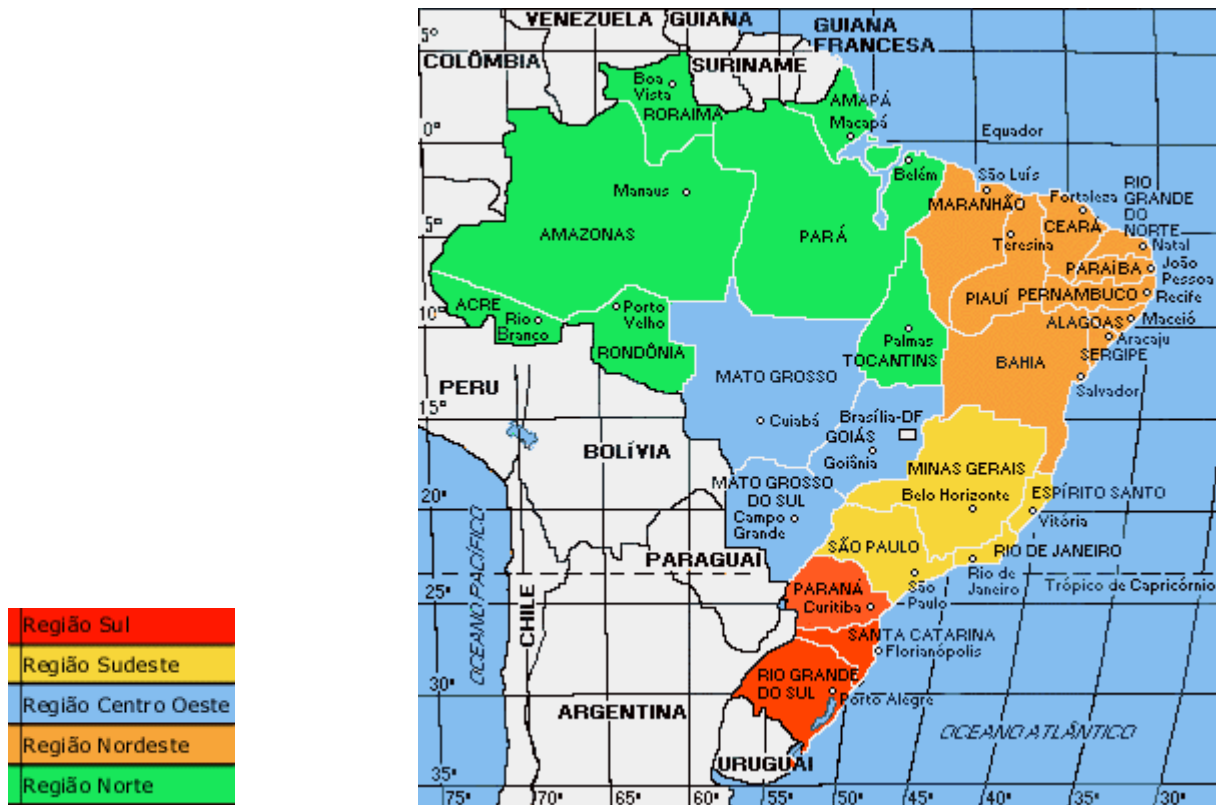 VENEZUELA
GUIANA
GUIANA
FRANCESA
SURINAME
COLÔMBIA
5°
Boa
Vista
RORAIMA
AMAPÁ
Macapá
Equador
0°
Belém
São Luís
Manaus
MARANHÃO
Fortaleza
RIO
GRANDE
DO
NORTE
CEARÁ
AMAZONAS
PARÁ
Teresina
Natal
5°
PARAÍBA
João
Pessoa
ACRE
Rio
Branco
Porto
Velho
PIAUÍ
PERNAMBUCO
Recife
10°
ALAGOAS
Maceió
Aracaju
SERGIPE
RONDÔNIA
Palmas
TOCANTINS
BAHIA
PERU
MATO GROSSO
Salvador
15°
Cuiabá
Brasília-DF
GOIÁS
Goiânia
BOLÍVIA
MINAS GERAIS
MATO GROSSO
DO SUL
Belo Horizonte
ESPÍRITO SANTO
20°
Campo
Grande
Vitória
OCEANO PACÍFICO
PARAGUAI
SÃO PAULO
RIO DE JANEIRO
São
Paulo
Rio de
Janeiro
Trópico de Capricórnio
PARANÁ
Curitiba
25°
CHILE
SANTA CATARINA
Florianópolis
RIO GRANDE
DO SUL
Porto Alegre
30°
ARGENTINA
OCEANO ATLÂNTICO
URUGUAI
35°
75°
70°
65°
60°
55°
50°
45°
40°
35°
30°
Região Sul
Região Sudeste
Região Centro Oeste
Região Nordeste
Região Norte